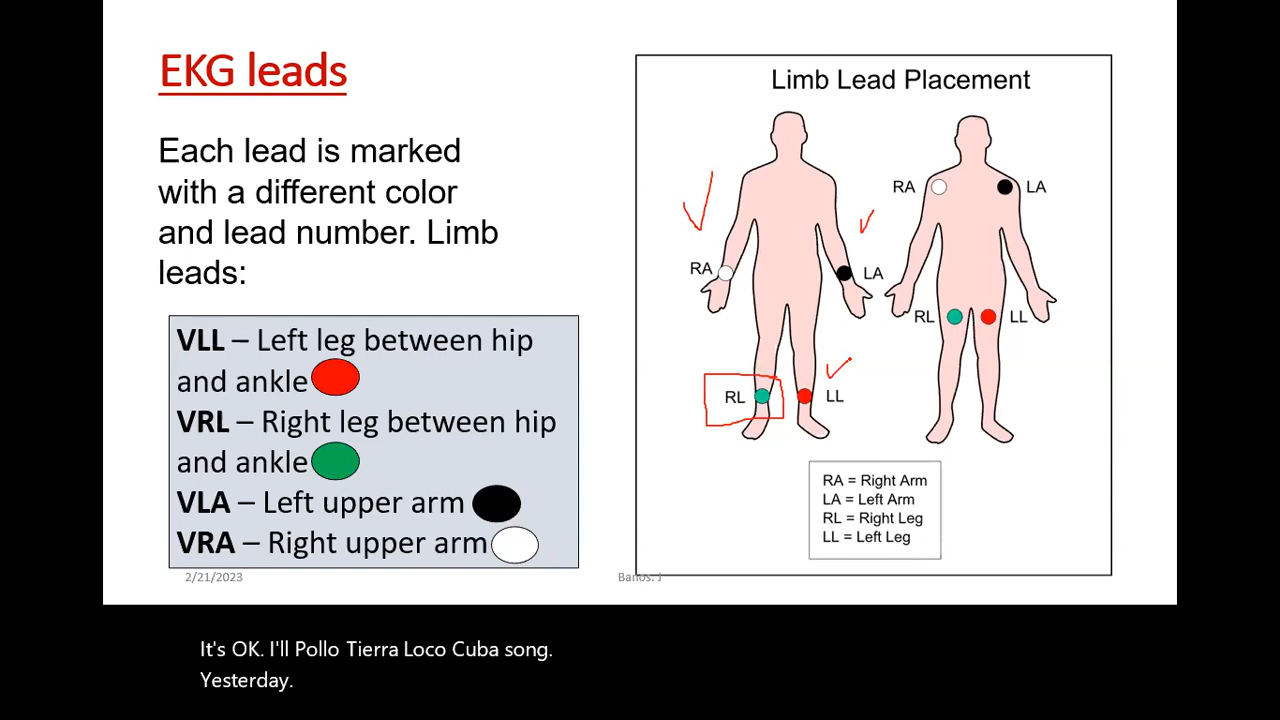 EKG leads
Each lead is marked
with a different color
and lead number. Limb
leads:
VLL – Left leg between hip
and ankle
VRL – Right leg between hip
and ankle
VLA – Left upper arm
VRA – Right upper arm
2/21/2023
Banos. J
Limb Lead Placement
RA
LA
RL
LL
RA
LA
RL
LL
RA = Right Arm
LA = Left Arm
RL = Right Leg
LL = Left Leg
It's OK. I'll Pollo Tierra Loco Cuba song.
Yesterday.